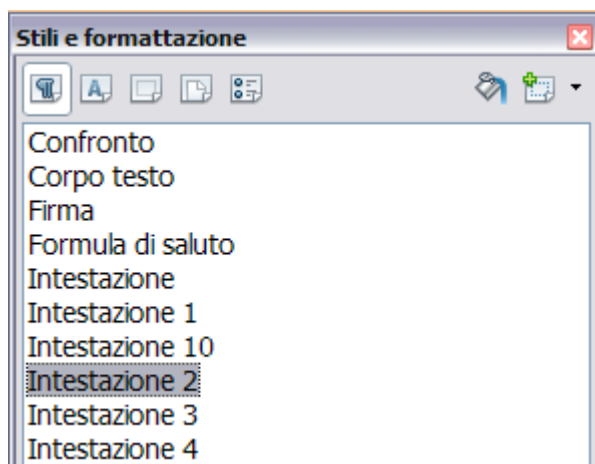 Stili e formattazione
Confronto
Corpo testo
Firma
Formula di saluto
Intestazione
Intestazione 1
Intestazione 10
Intestazione 2
Intestazione 3
Intestazione 4